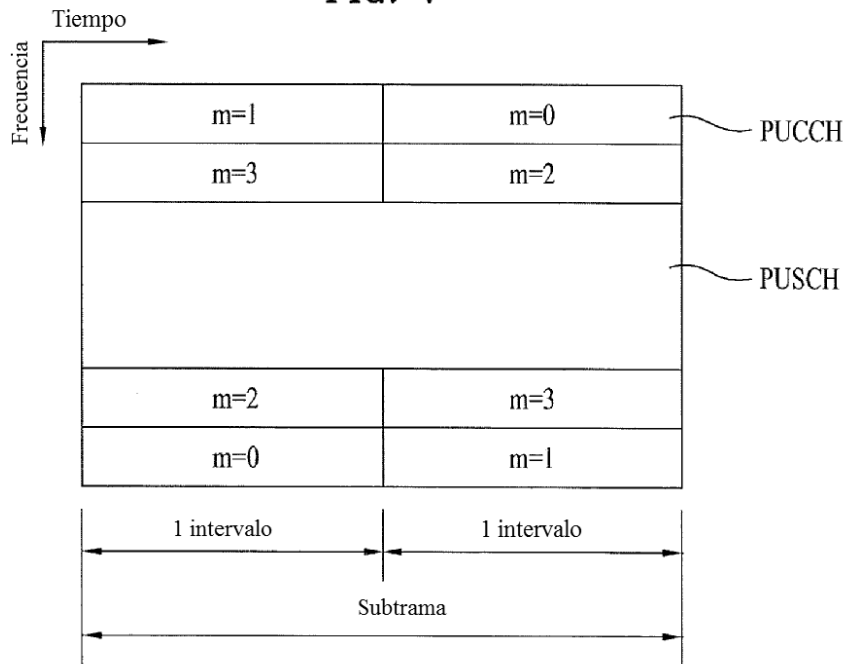 Tiempo
Frecuencia
m=1 m=0
PUCCH
m=3 m=2
PUSCH
m=2 m=3
m=0 m=1
1 intervalo 1 intervalo
Subtrama